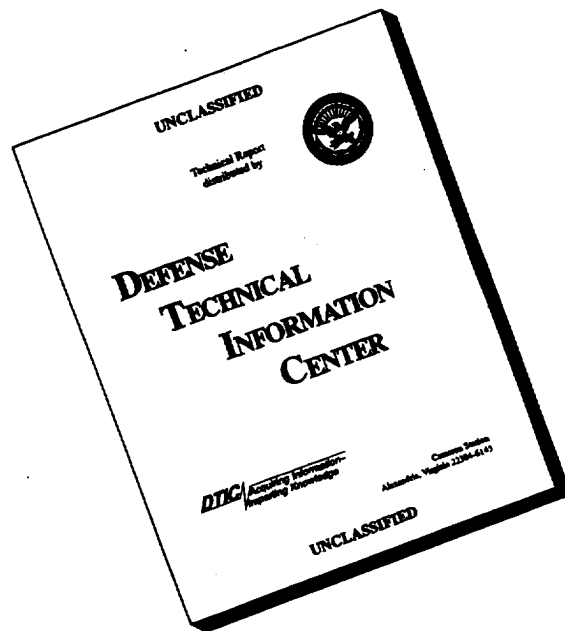 UNCLASSIFIED
Technical Report
distributed by
DEFENSE
TECHNICAL
INFORMATION
CENTER
DTIC
Acquiring Information-
Imparting Knowledge
Cameron Station
Alexandria, Virginia 22304-6145
UNCLASSIFIED